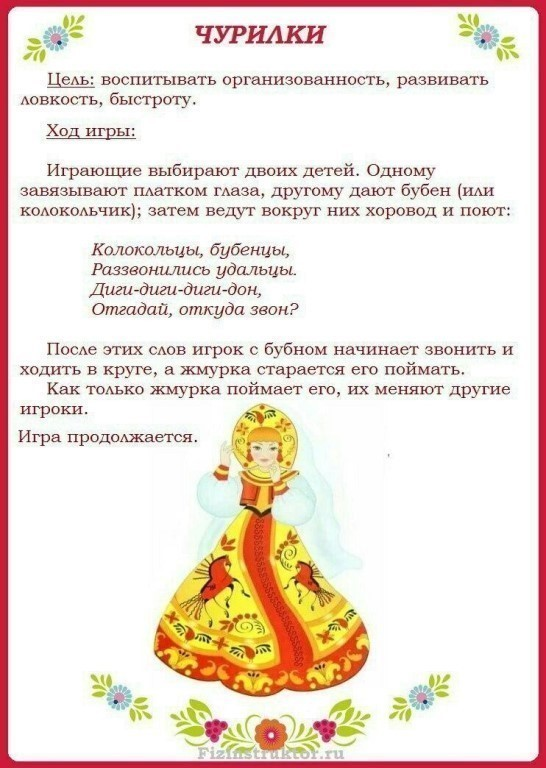 ЧУРИЛКИ
Цель: воспитывать организованность, развивать
ловкость, быстроту.
Ход игры:
Играющие выбирают двоих детей. Одному
завязывают платком глаза, другому дают бубен (или
колокольчик); затем ведут вокруг них хоровод и поют:
Колокольцы, бубенцы,
Раззвонились удальцы.
Диги-диги-диги-дон,
Отгадай, откуда звон?
После этих слов игрок с бубном начинает звонить и
ходить в круге, а жмурка старается его поймать.
Как только жмурка поймает его, их меняют другие
игроки.
Игра продолжается.
Fizinstruktor.ru